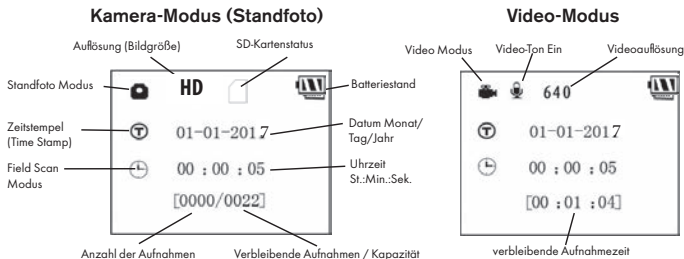 Kamera-Modus (Standfoto)
Video-Modus
Auflösung (Bildgröße)
SD-Kartenstatus
Video Modus
Video-Ton Ein
Videoauflösung
Standfoto Modus
HD
Batteriestand
640
Zeitstempel
(Time Stamp)
T
01-01-2017
Datum Monat/
Tag/Jahr
T
01-01-2017
Field Scan
Modus
00 : 00 : 05
Uhrzeit
St.:Min.:Sek.
00 : 00 : 05
[0000/0022]
[00 : 01 : 04]
Anzahl der Aufnahmen
Verbleibende Aufnahmen / Kapazität
verbleibende Aufnahmezeit